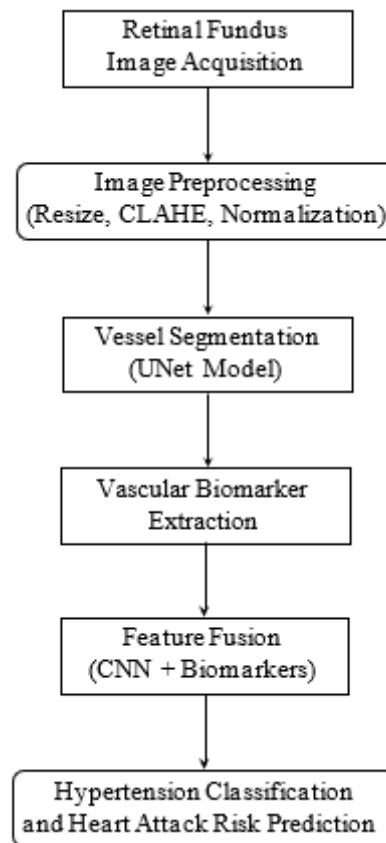 Retinal Fundus
Image Acquisition
Image Preprocessing
(Resize, CLAHE, Normalization)
Vessel Segmentation
(UNet Model)
Vascular Biomarker
Extraction
Feature Fusion
(CNN + Biomarkers)
Hypertension Classification
and Heart Attack Risk Prediction